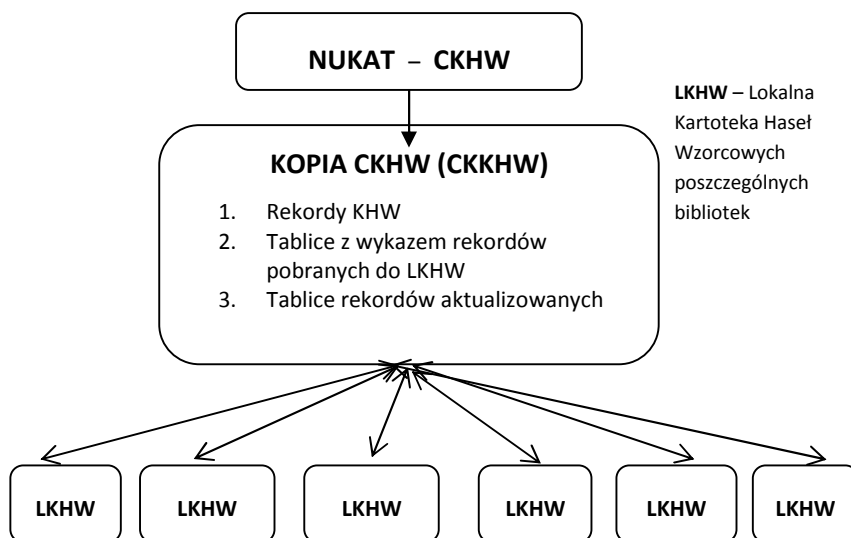 NUKAT – CKHW
LKHW – Lokalna
Kartoteka Haseł
Wzorcowych
poszczególnych
bibliotek
KOPIA CKHW (CKKHW)
1. Rekordy KHW
2. Tablice z wykazem rekordów
pobranych do LKHW
3. Tablice rekordów aktualizowanych
LKHW LKHW LKHW LKHW LKHW LKHW